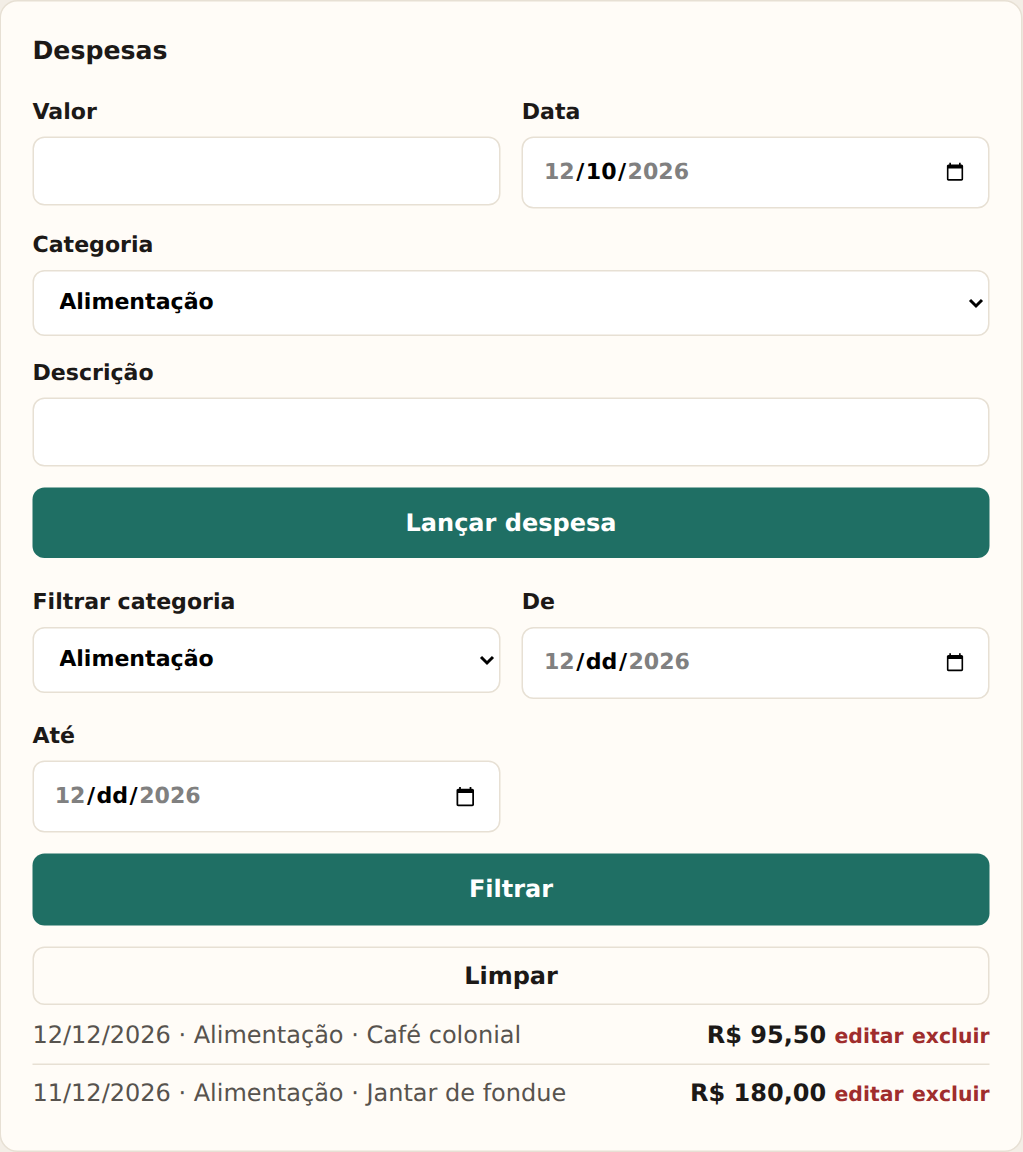 Despesas
Valor
Data
12/10/2026
Categoria
Alimentação
Descrição
Lançar despesa
Filtrar categoria
De
Alimentação
12/dd/2026
Até
12/dd/2026
Filtrar
Limpar
12/12/2026 · Alimentação · Café colonial R$ 95,50 editar excluir
11/12/2026 · Alimentação · Jantar de fondue R$ 180,00 editar excluir